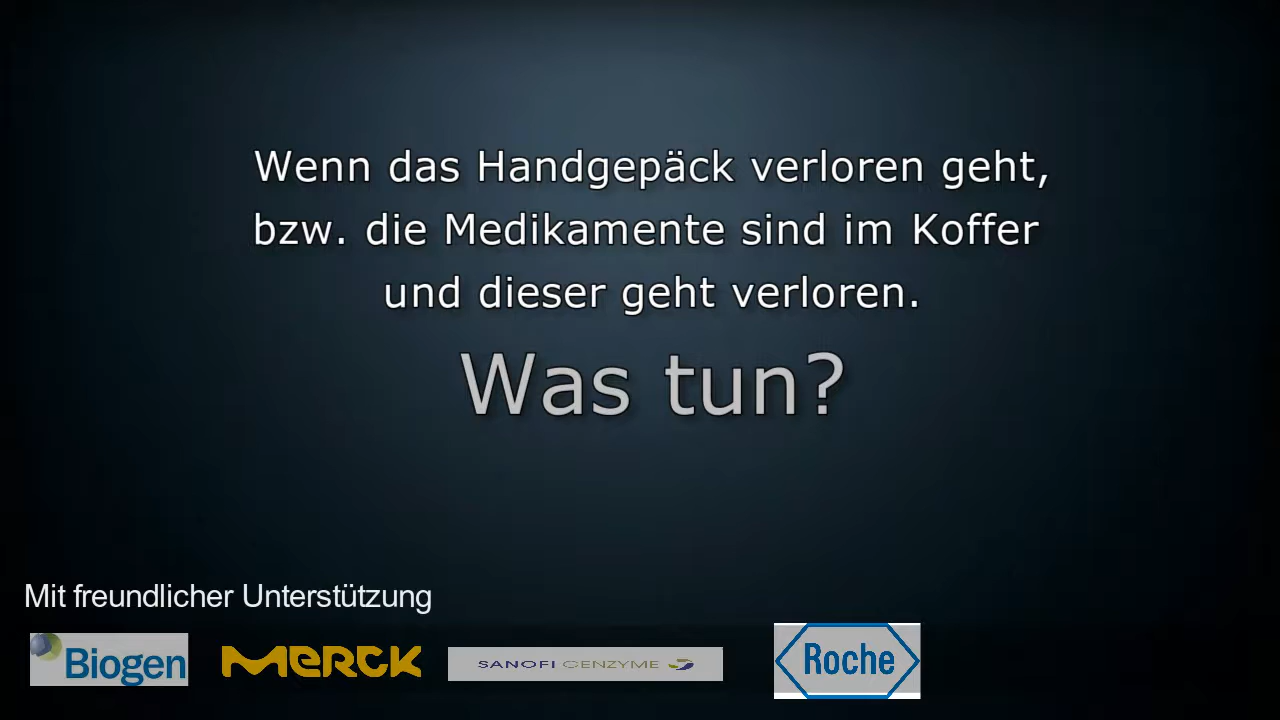 Wenn das Handgepäck verloren geht,
bzw. die Medikamente sind im Koffer
und dieser geht verloren.
Was tun?
Mit freundlicher Unterstützung
Biogen
MERCK
SANOFI GENZYME
Roche